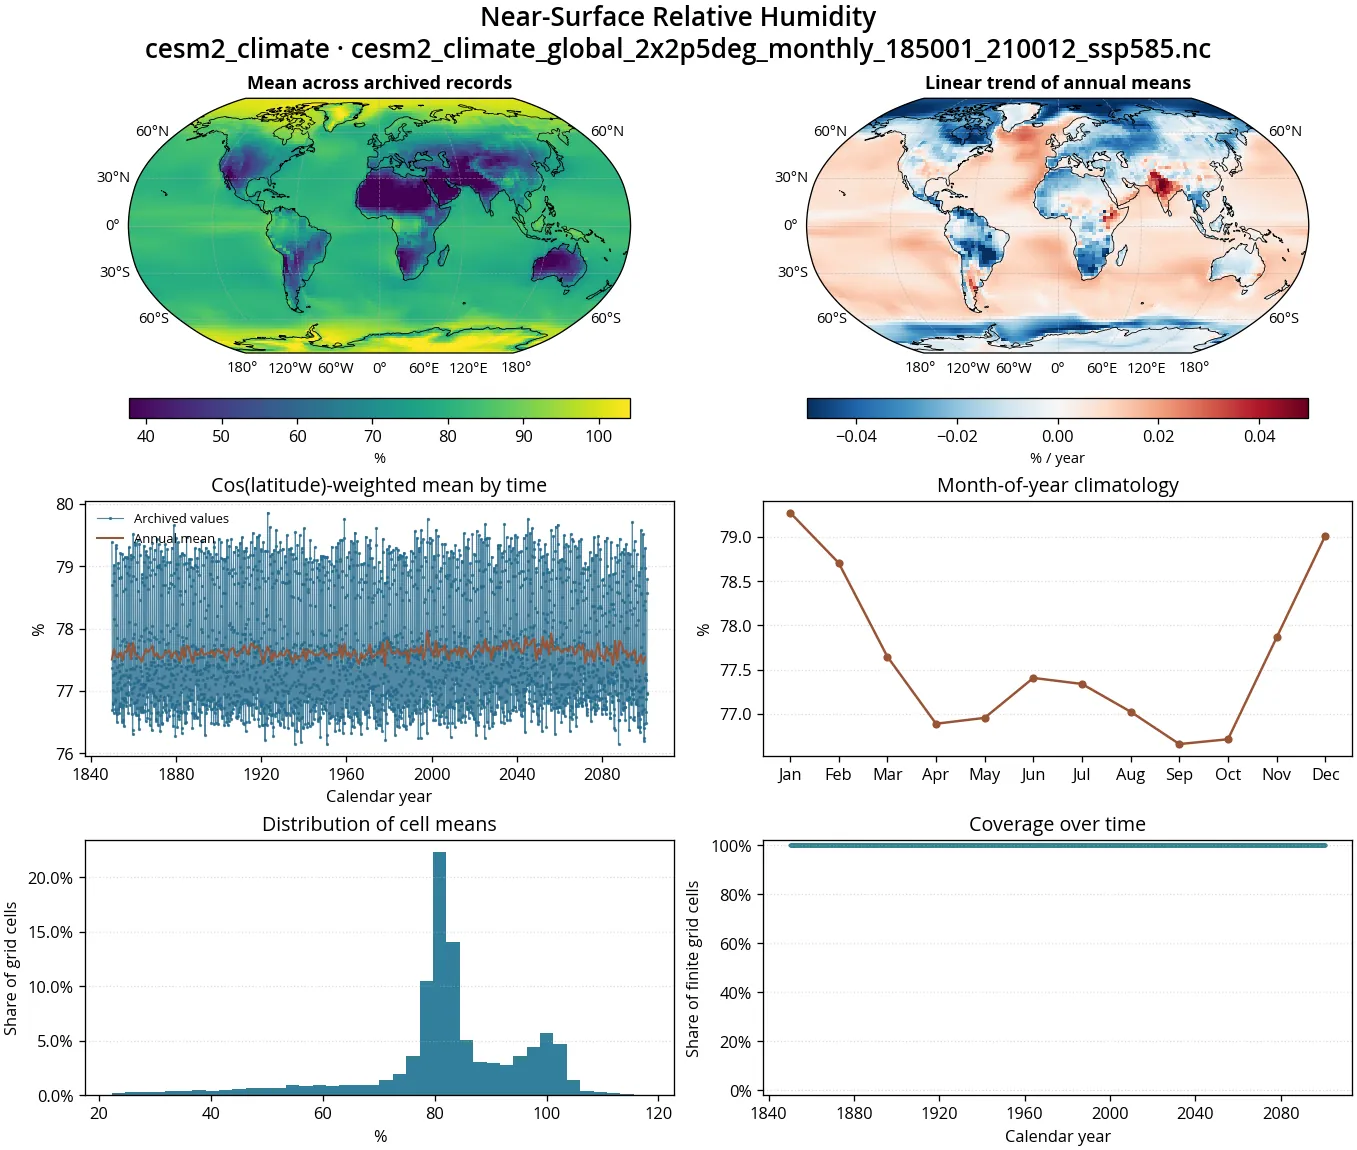 Near-Surface Relative Humidity
cesm2_climate · cesm2_climate_global_2x2p5deg_monthly_185001_210012_ssp585.nc
Mean across archived records
60°N
60°N
30°N
0°
30°S
60°S
60°S
180°
120°W
60°W
0°
60°E
120°E
180°
40
50
60
70
80
90
100
%
Linear trend of annual means
60°N
60°N
30°N
0°
30°S
60°S
60°S
180°
120°W
60°W
0°
60°E
120°E
180°
−0.04
−0.02
0.00
0.02
0.04
% / year
Cos(latitude)-weighted mean by time
Archived values
Annual mean
80
79
78
77
76
%
1840
1880
1920
1960
2000
2040
2080
Calendar year
Month-of-year climatology
79.0
78.5
78.0
77.5
77.0
%
Jan
Feb
Mar
Apr
May
Jun
Jul
Aug
Sep
Oct
Nov
Dec
Distribution of cell means
20.0%
15.0%
10.0%
5.0%
0.0%
Share of grid cells
20
40
60
80
100
120
%
Coverage over time
100%
80%
60%
40%
20%
0%
Share of finite grid cells
1840
1880
1920
1960
2000
2040
2080
Calendar year